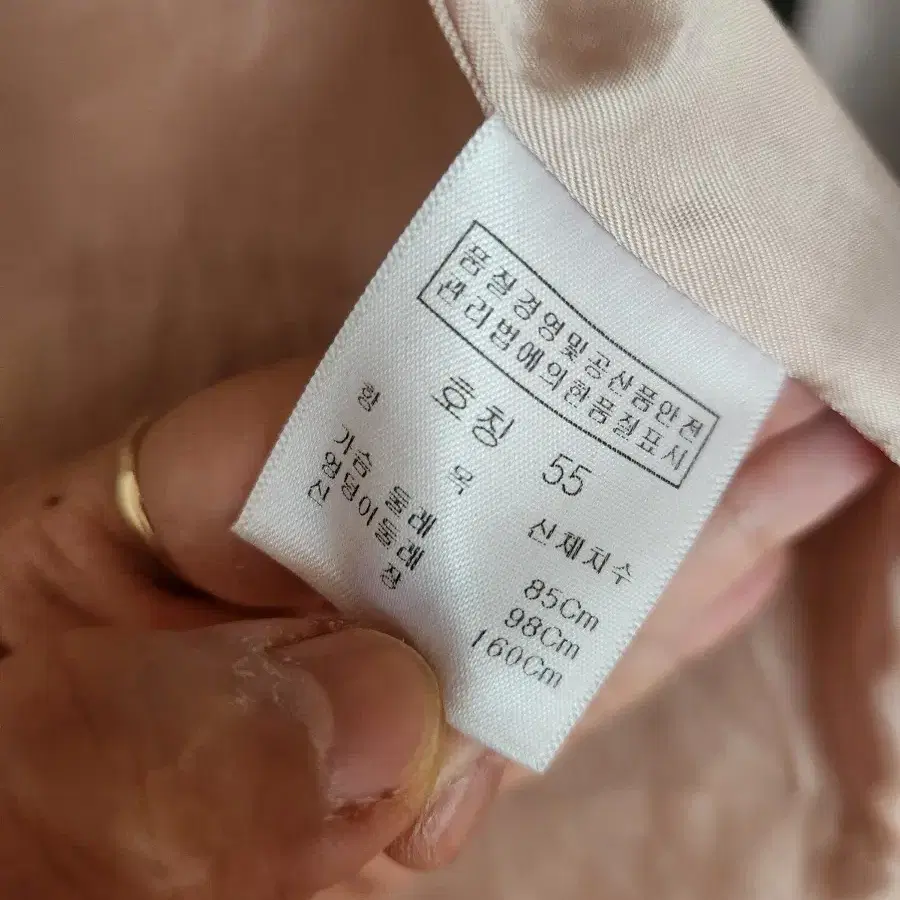 품질경영및공산품안전
관리법에의한품질표시
호칭 55
항 목 신체치수
가슴 둘레 85Cm
엉덩이둘레 98Cm
신 장 160Cm